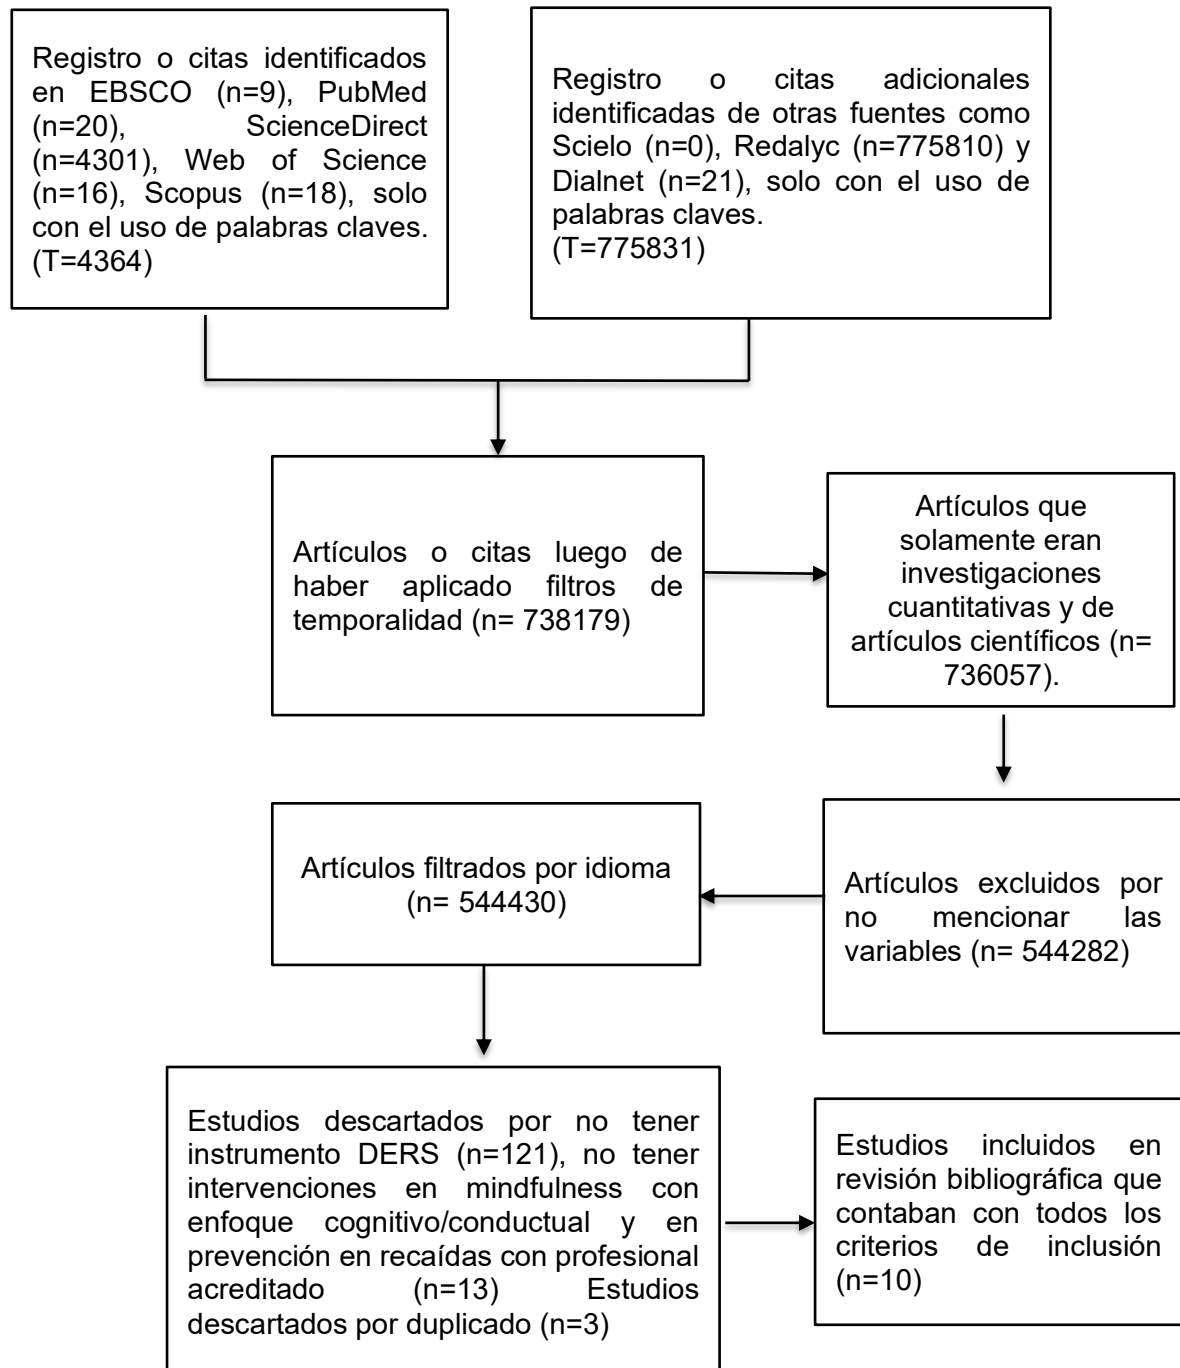 Registro o citas identificados
en EBSCO (n=9), PubMed
(n=20), ScienceDirect
(n=4301), Web of Science
(n=16), Scopus (n=18), solo
con el uso de palabras claves.
(T=4364)
Registro o citas adicionales
identificadas de otras fuentes como
Scielo (n=0), Redalyc (n=775810) y
Dialnet (n=21), solo con el uso de
palabras claves.
(T=775831)
Artículos o citas luego de
haber aplicado filtros de
temporalidad (n= 738179)
Artículos que
solamente eran
investigaciones
cuantitativas y de
artículos científicos (n=
736057).
Artículos excluidos por
no mencionar las
variables (n= 544282)
Artículos filtrados por idioma
(n= 544430)
Estudios descartados por no tener
instrumento DERS (n=121), no tener
intervenciones en mindfulness con
enfoque cognitivo/conductual y en
prevención en recaídas con profesional
acreditado (n=13) Estudios
descartados por duplicado (n=3)
Estudios incluidos en
revisión bibliográfica que
contaban con todos los
criterios de inclusión
(n=10)